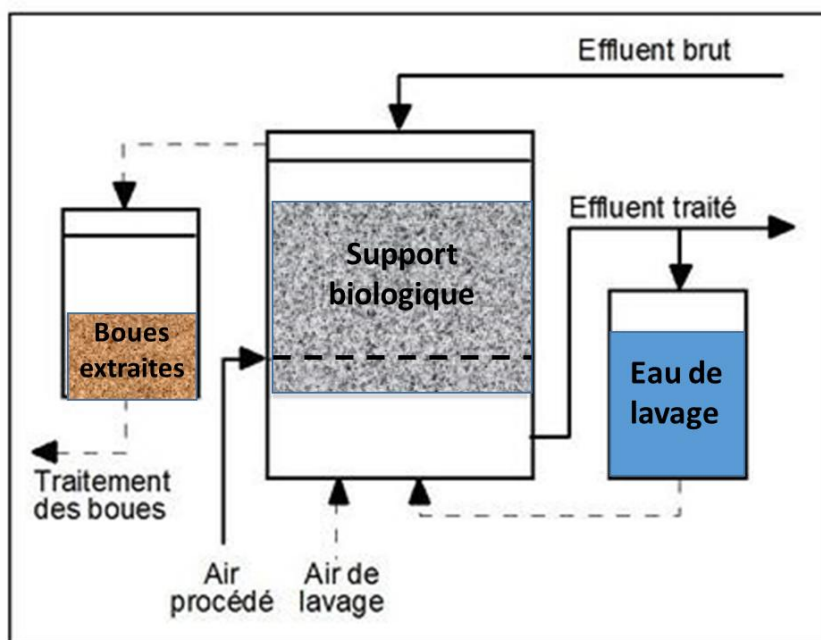 Effluent brut
Effluent traité
Support
biologique
Boues
extraites
Eau de
lavage
Traitement
des boues
Air
procédé
Air de
lavage